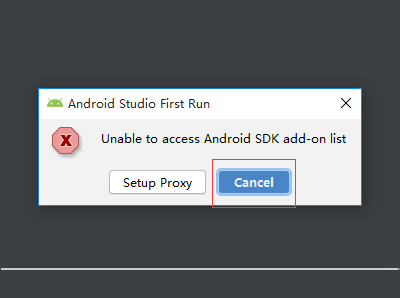 Android Studio First Run
Unable to access Android SDK add-on list
Setup Proxy
Cancel